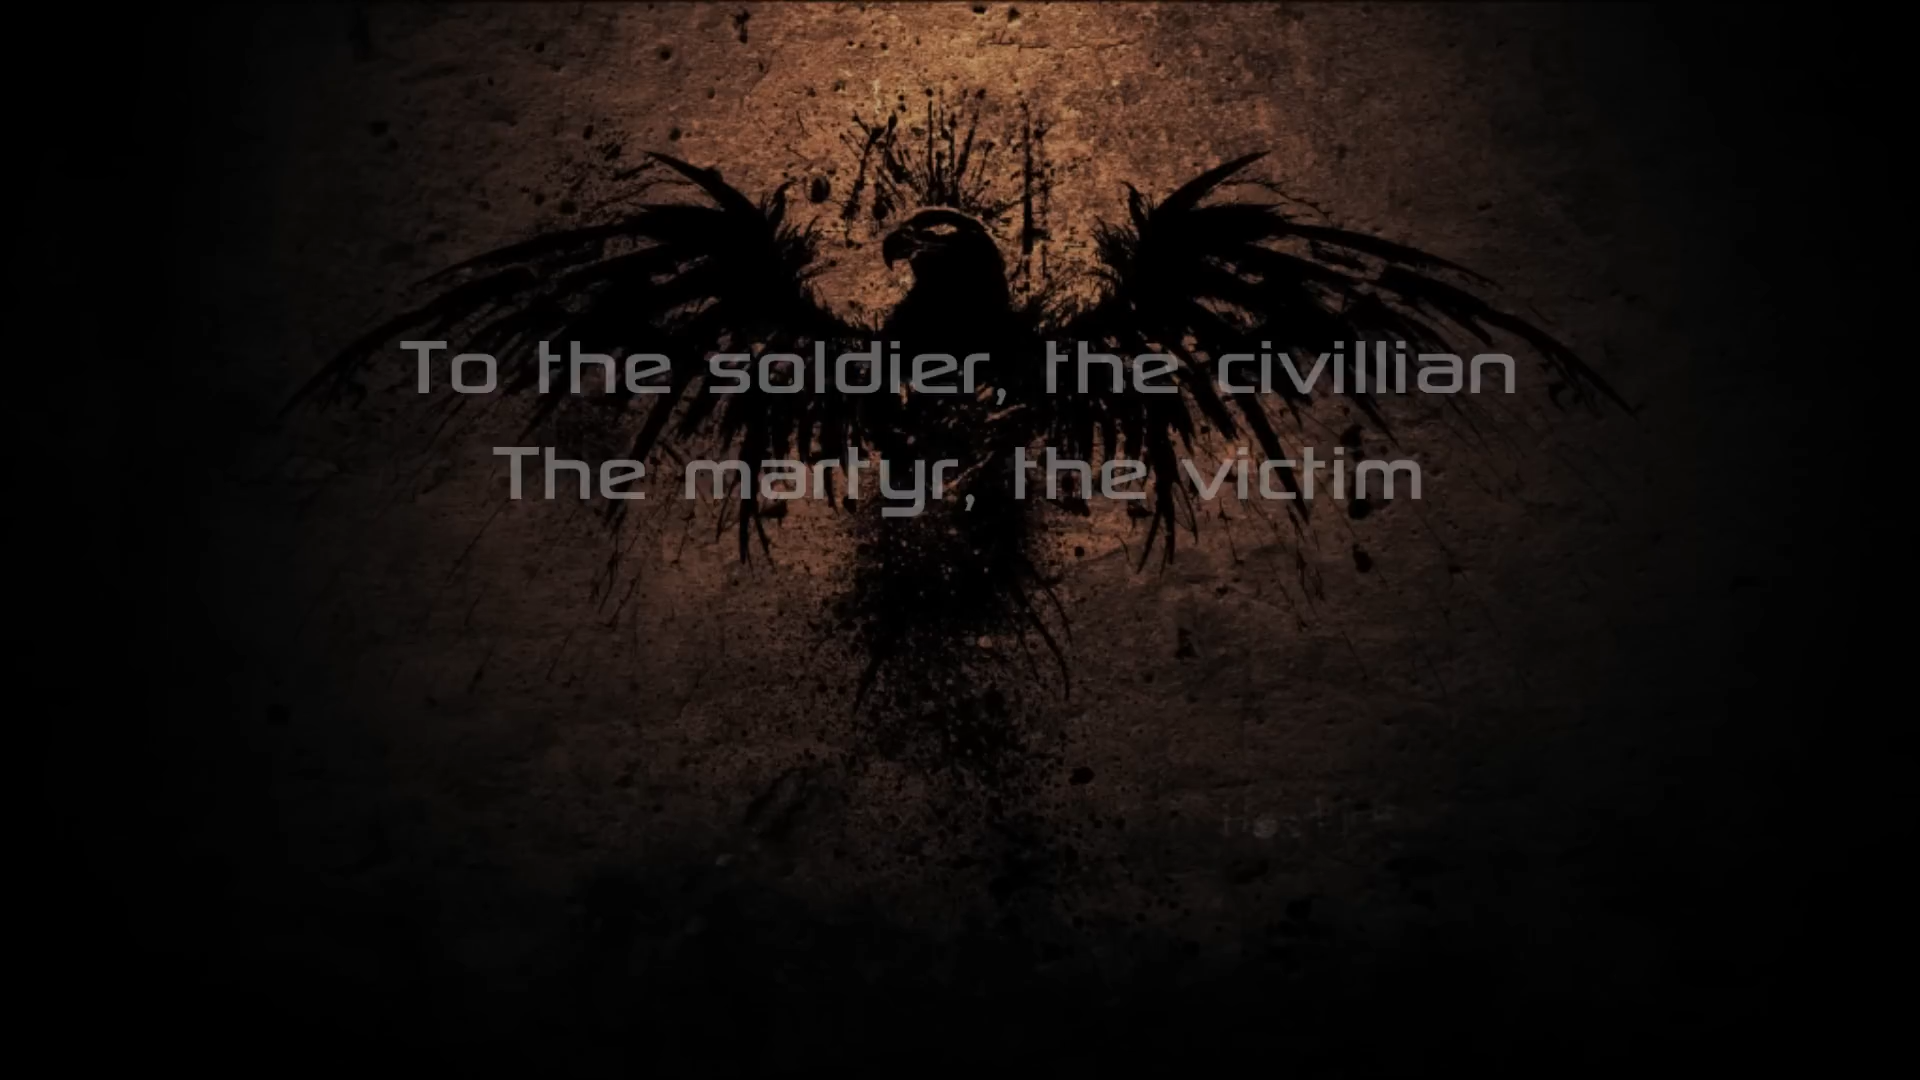 To the soldier, the civillian
The martyr, the victim